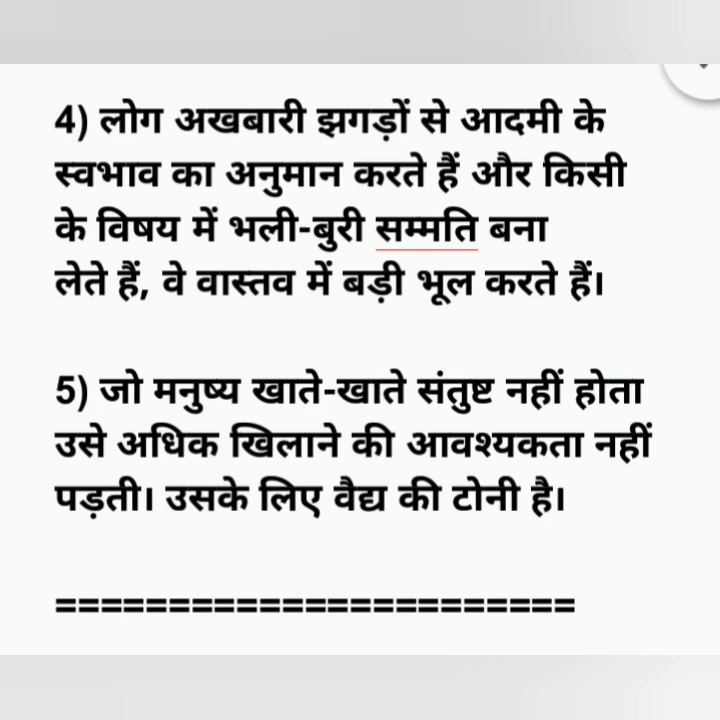 4) लोग अखबारी झगड़ों से आदमी के
स्वभाव का अनुमान करते हैं और किसी
के विषय में भली-बुरी सम्मति बना
लेते हैं, वे वास्तव में बड़ी भूल करते हैं।
5) जो मनुष्य खाते-खाते संतुष्ट नहीं होता
उसे अधिक खिलाने की आवश्यकता नहीं
पड़ती। उसके लिए वैद्य की टोनी है।
=======================